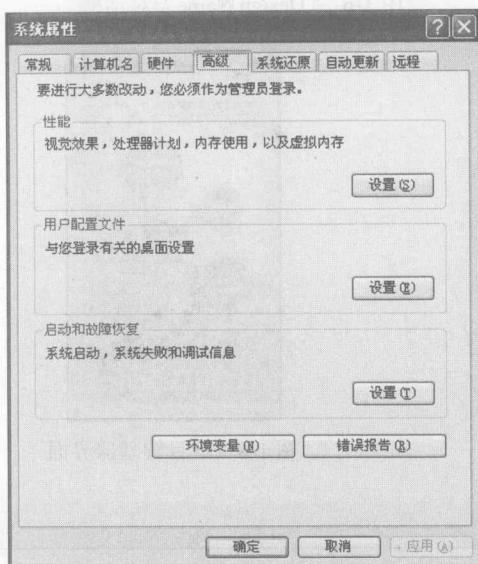 系统属性
常规 计算机名 硬件 高级 系统还原 自动更新 远程
要进行大多数改动，您必须作为管理员登录。
性能
视觉效果，处理器计划，内存使用，以及虚拟内存
设置(S)
用户配置文件
与您登录有关的桌面设置
设置(E)
启动和故障恢复
系统启动，系统失败和调试信息
设置(T)
环境变量(N) 错误报告(R)
确定 取消 应用(A)